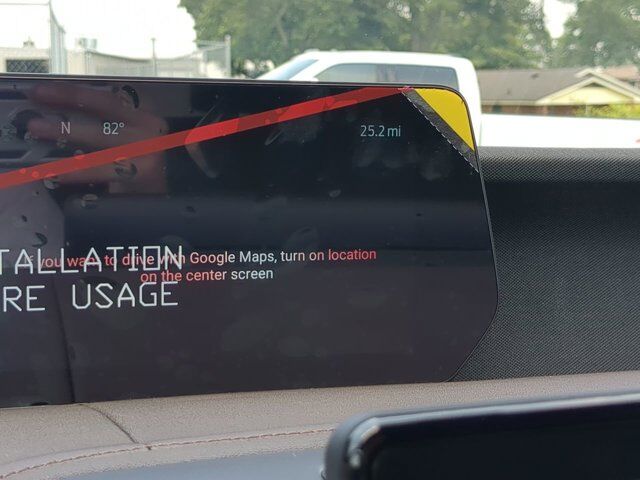 N 82° 25.2 mi
If you want to drive with Google Maps, turn on location
on the center screen
TALLATION
RE USAGE